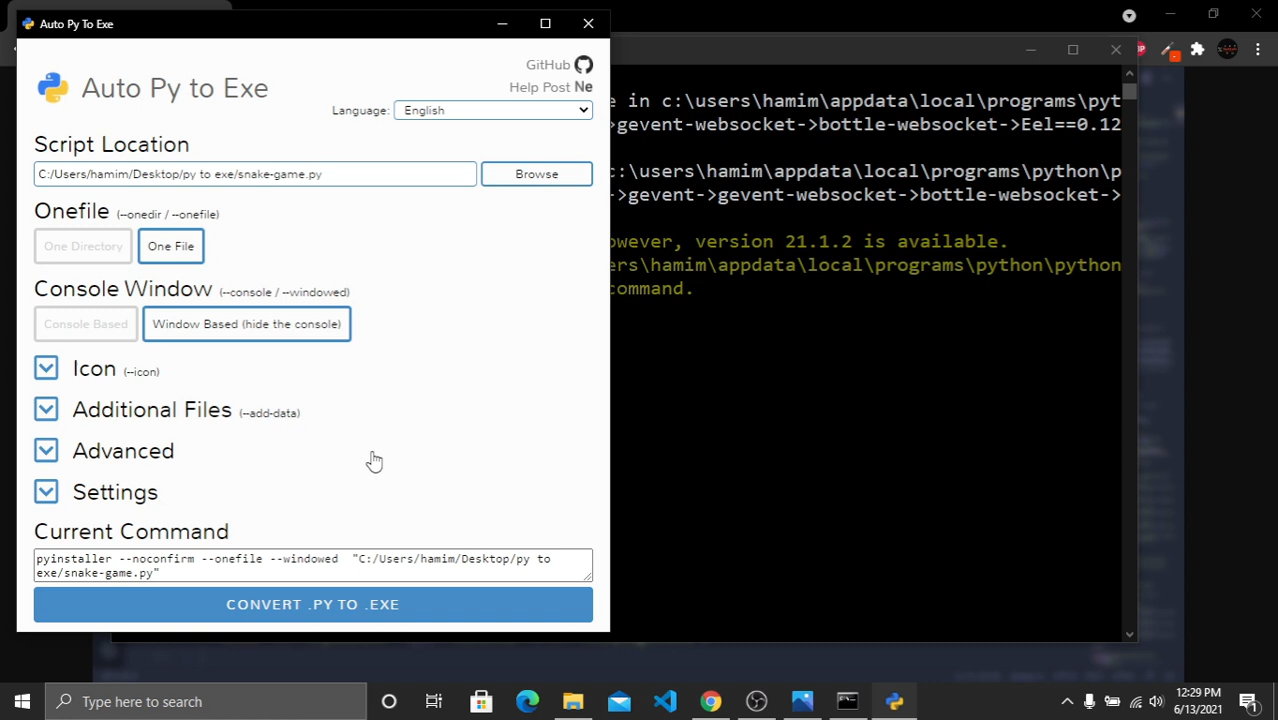 Auto Py To Exe
Auto Py to Exe
GitHub
Help Post Ne
Language: English
Script Location
C:/Users/hamim/Desktop/py to exe/snake-game.py
Browse
Onefile (--onedir / --onefile)
One Directory
One File
Console Window (--console / --windowed)
Console Based
Window Based (hide the console)
Icon (--icon)
Additional Files (--add-data)
Advanced
Settings
Current Command
pyinstaller --noconfirm --onefile --windowed "C:/Users/hamim/Desktop/py to
exe/snake-game.py"
CONVERT .PY TO .EXE
e in c:\users\hamim\appdata\local\programs\pyt
>gevent-websocket->bottle-websocket->Eel==0.12
c:\users\hamim\appdata\local\programs\python\p
>gevent->gevent-websocket->bottle-websocket->
owever, version 21.1.2 is available.
ers\hamim\appdata\local\programs\python\python
command.
Type here to search
12:29 PM
6/13/2021
1